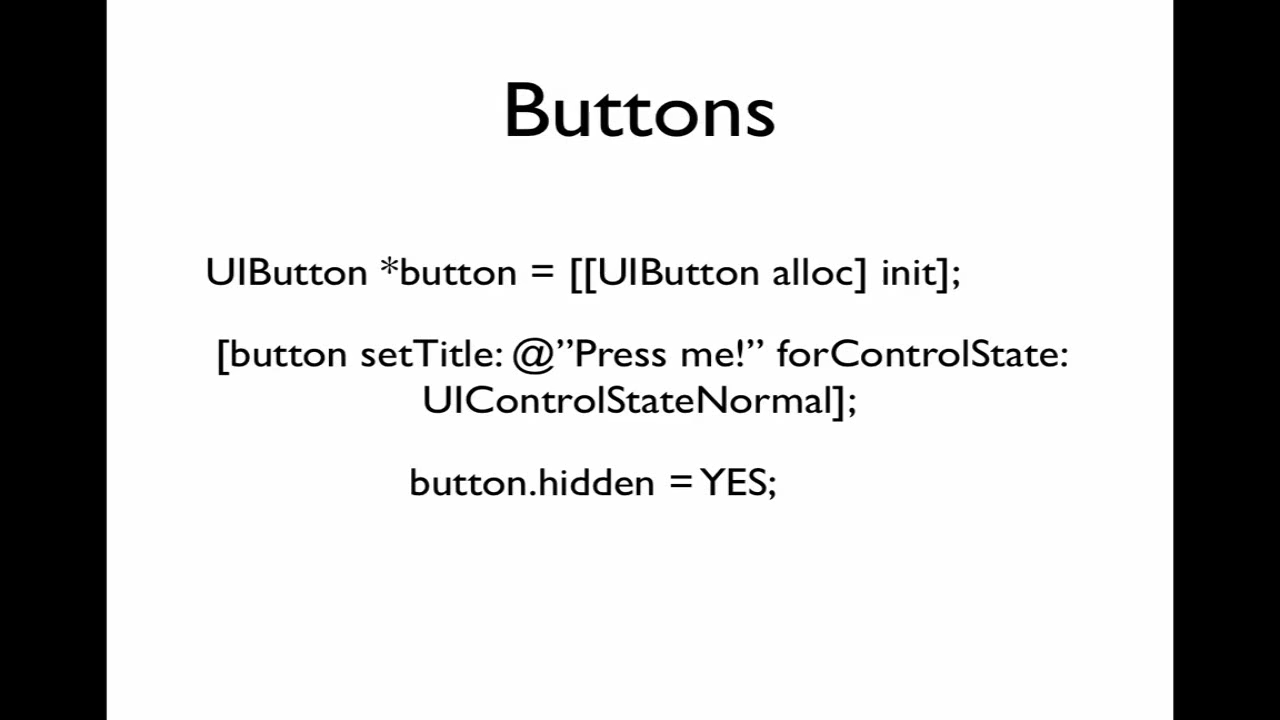 Buttons
UIButton *button = [[UIButton alloc] init];
[button setTitle: @”Press me!” forControlState:
UIControlStateNormal];
button.hidden = YES;